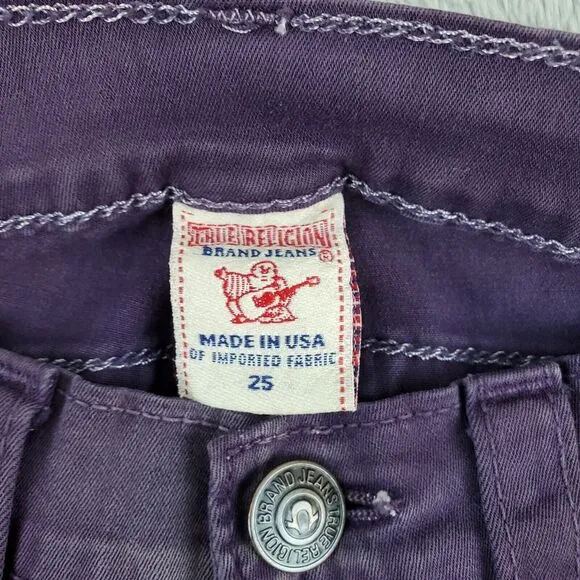 TRUE RELIGION
BRAND JEANS®
MADE IN USA
OF IMPORTED FABRIC
25
BRAND JEANS TRUE RELIGION